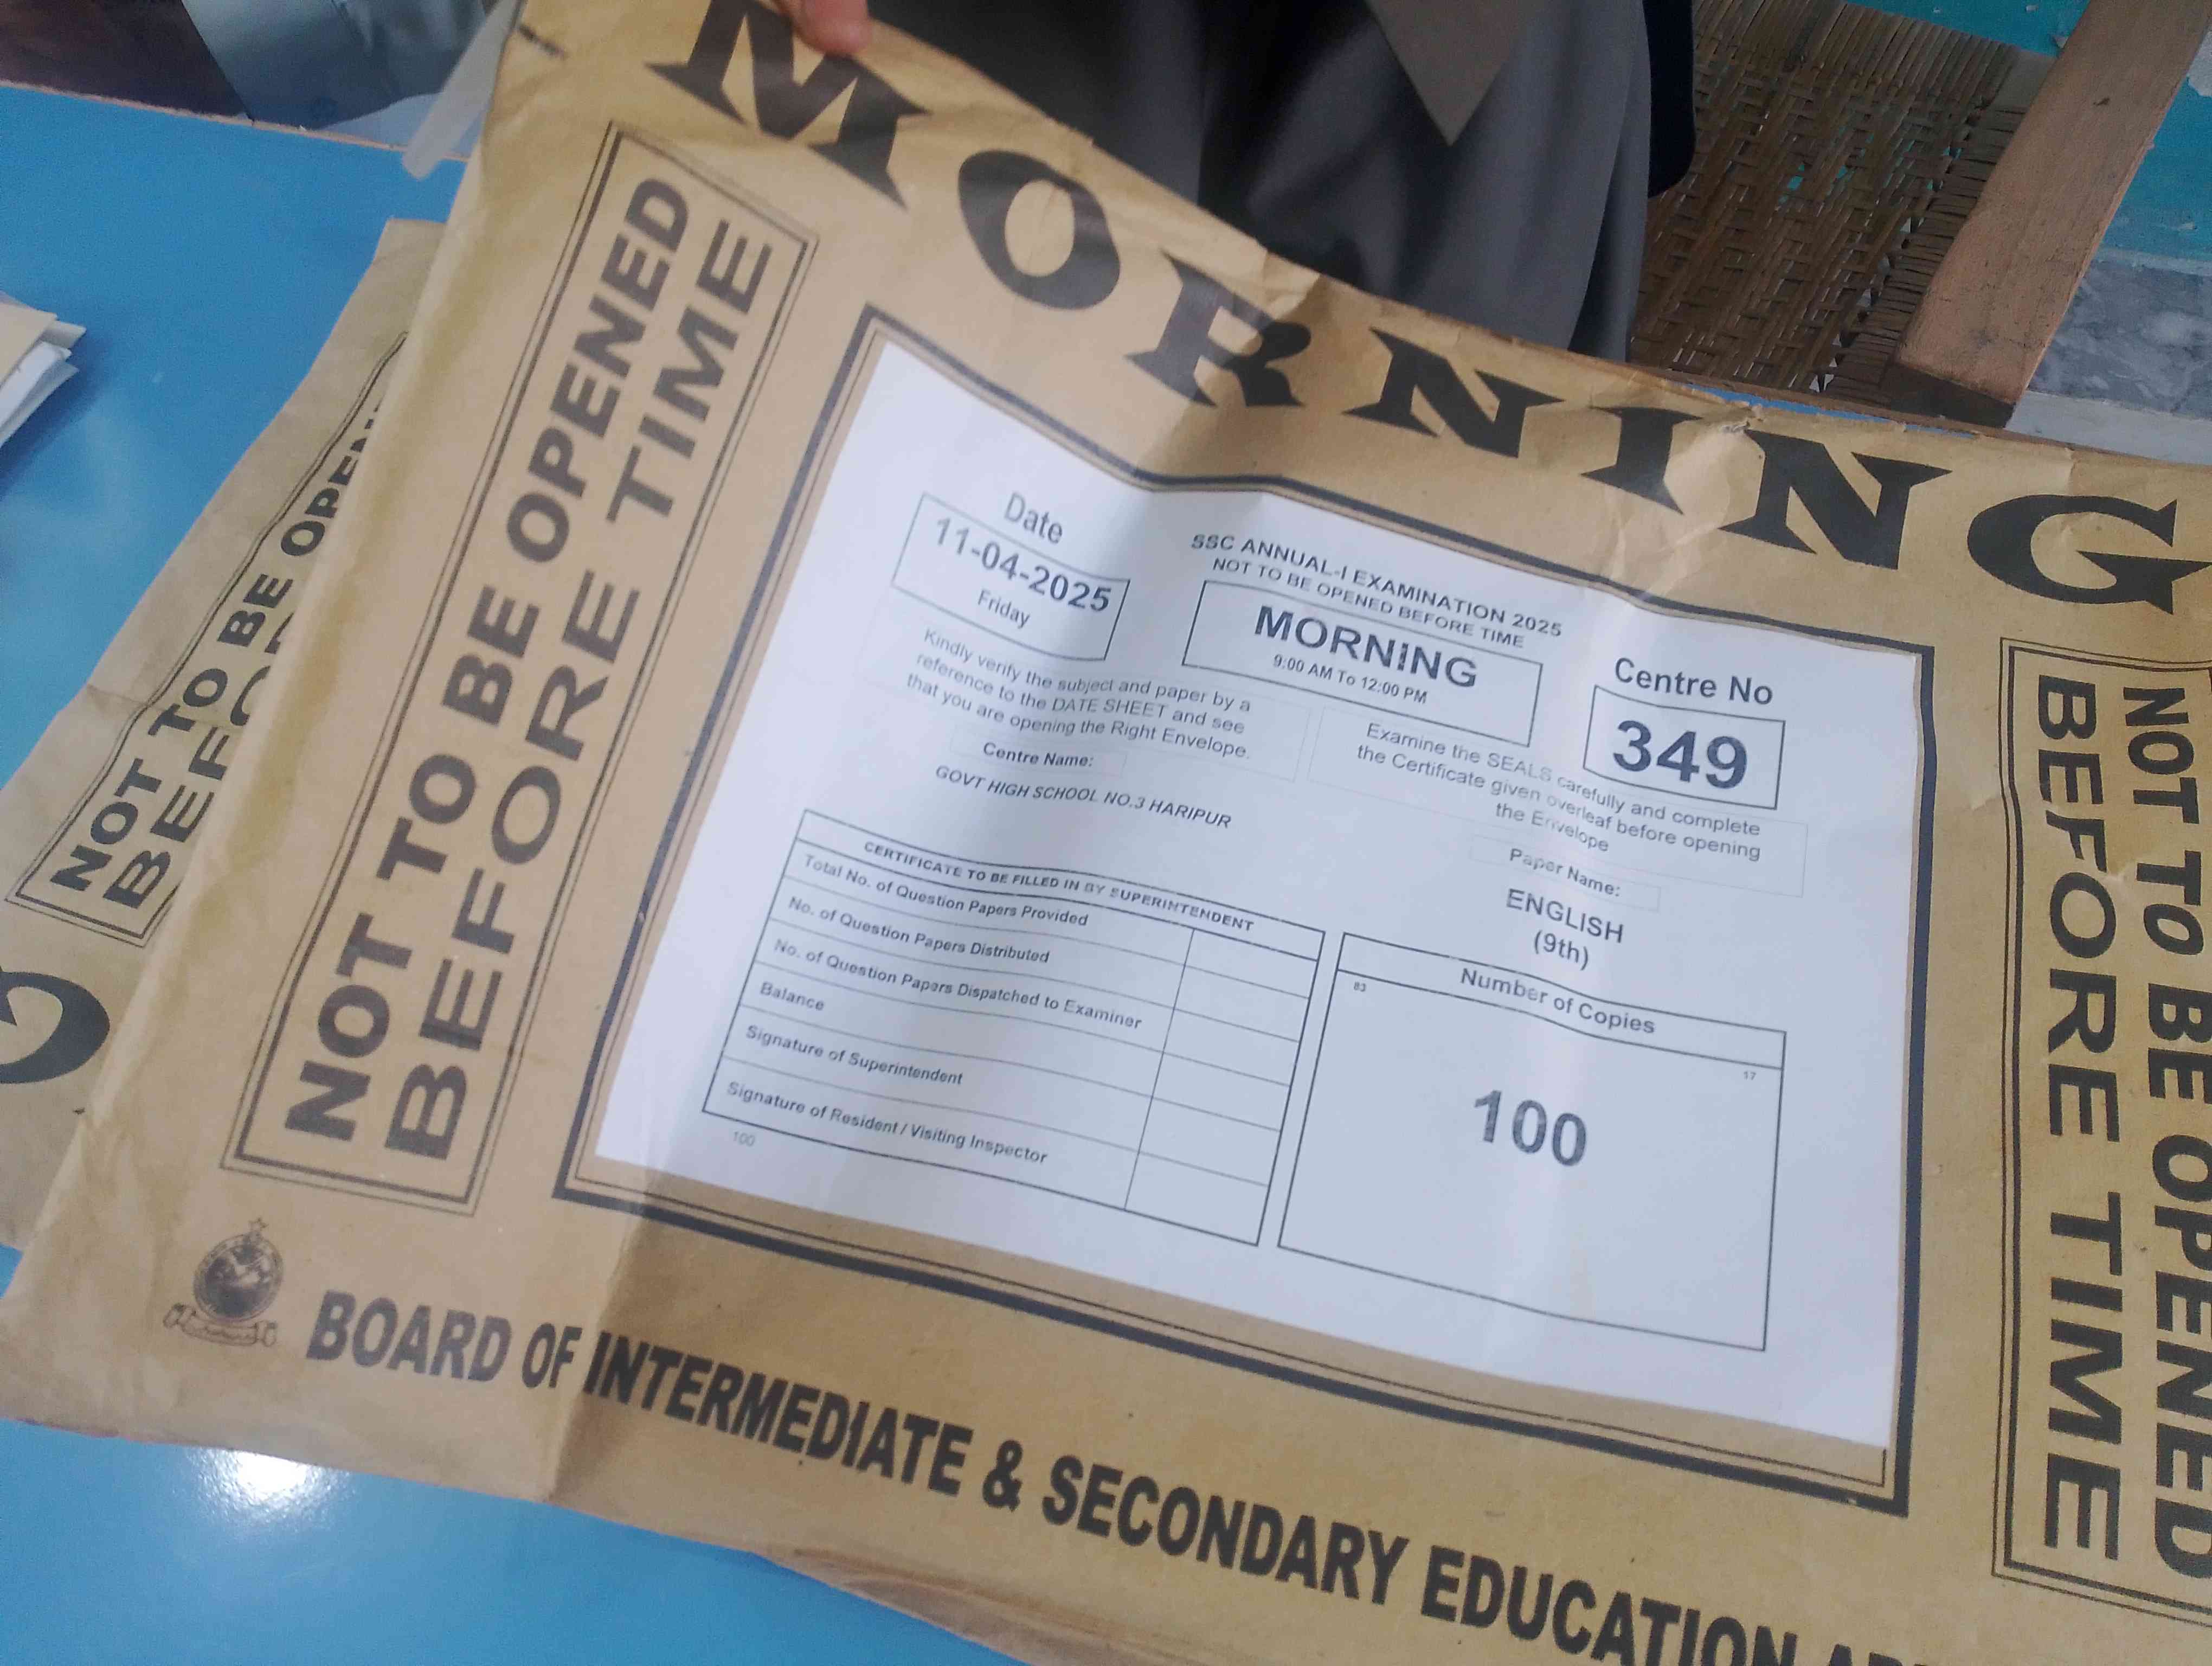 MORNING
NOT TO BE OPENED
BEFORE TIME
Date
11-04-2025
Friday
SSC ANNUAL-I EXAMINATION 2025
NOT TO BE OPENED BEFORE TIME
MORNING
9:00 AM To 12:00 PM
Centre No
349
Kindly verify the subject and paper by a
reference to the DATE SHEET and see
that you are opening the Right Envelope.
Examine the SEALS carefully and complete
the Certificate given overleaf before opening
the Envelope
Centre Name:
GOVT HIGH SCHOOL NO.3 HARIPUR
Paper Name:
ENGLISH
(9th)
CERTIFICATE TO BE FILLED IN BY SUPERINTENDENT
Total No. of Question Papers Provided
No. of Question Papers Distributed
No. of Question Papers Dispatched to Examiner
Balance
Signature of Superintendent
Signature of Resident / Visiting Inspector
100
Number of Copies
83
17
100
NOT TO BE OPENED
BEFORE TIME
BOARD OF INTERMEDIATE & SECONDARY EDUCATION
NOT TO BE